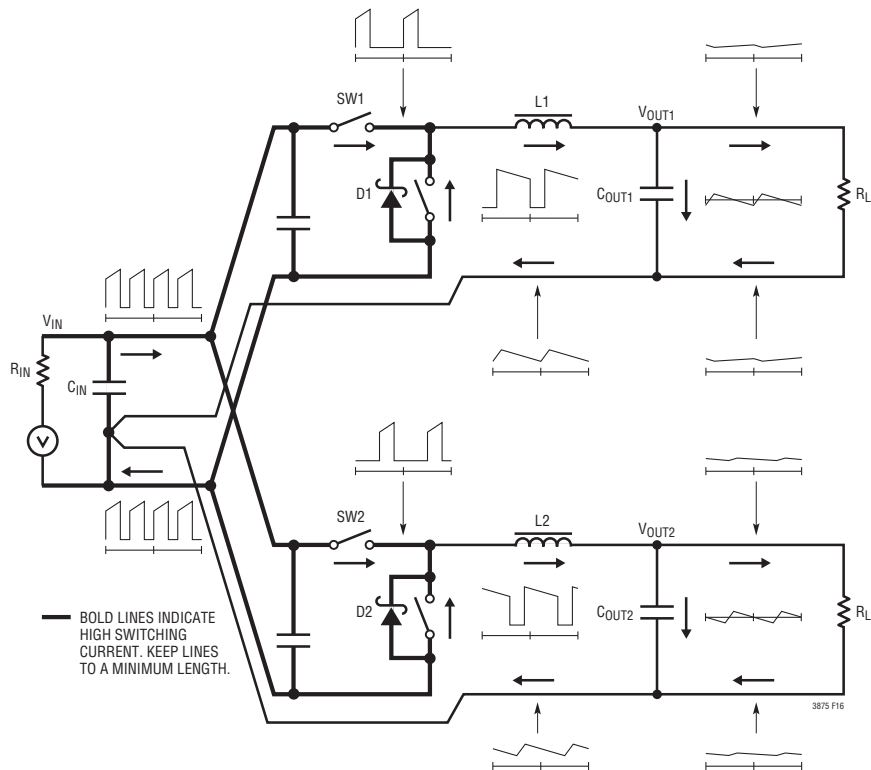 SW1
L1
VOUT1
D1
COUT1
RL
VIN
RIN
CIN
V
SW2
L2
VOUT2
D2
COUT2
RL
BOLD LINES INDICATE
HIGH SWITCHING
CURRENT. KEEP LINES
TO A MINIMUM LENGTH.
3875 F16